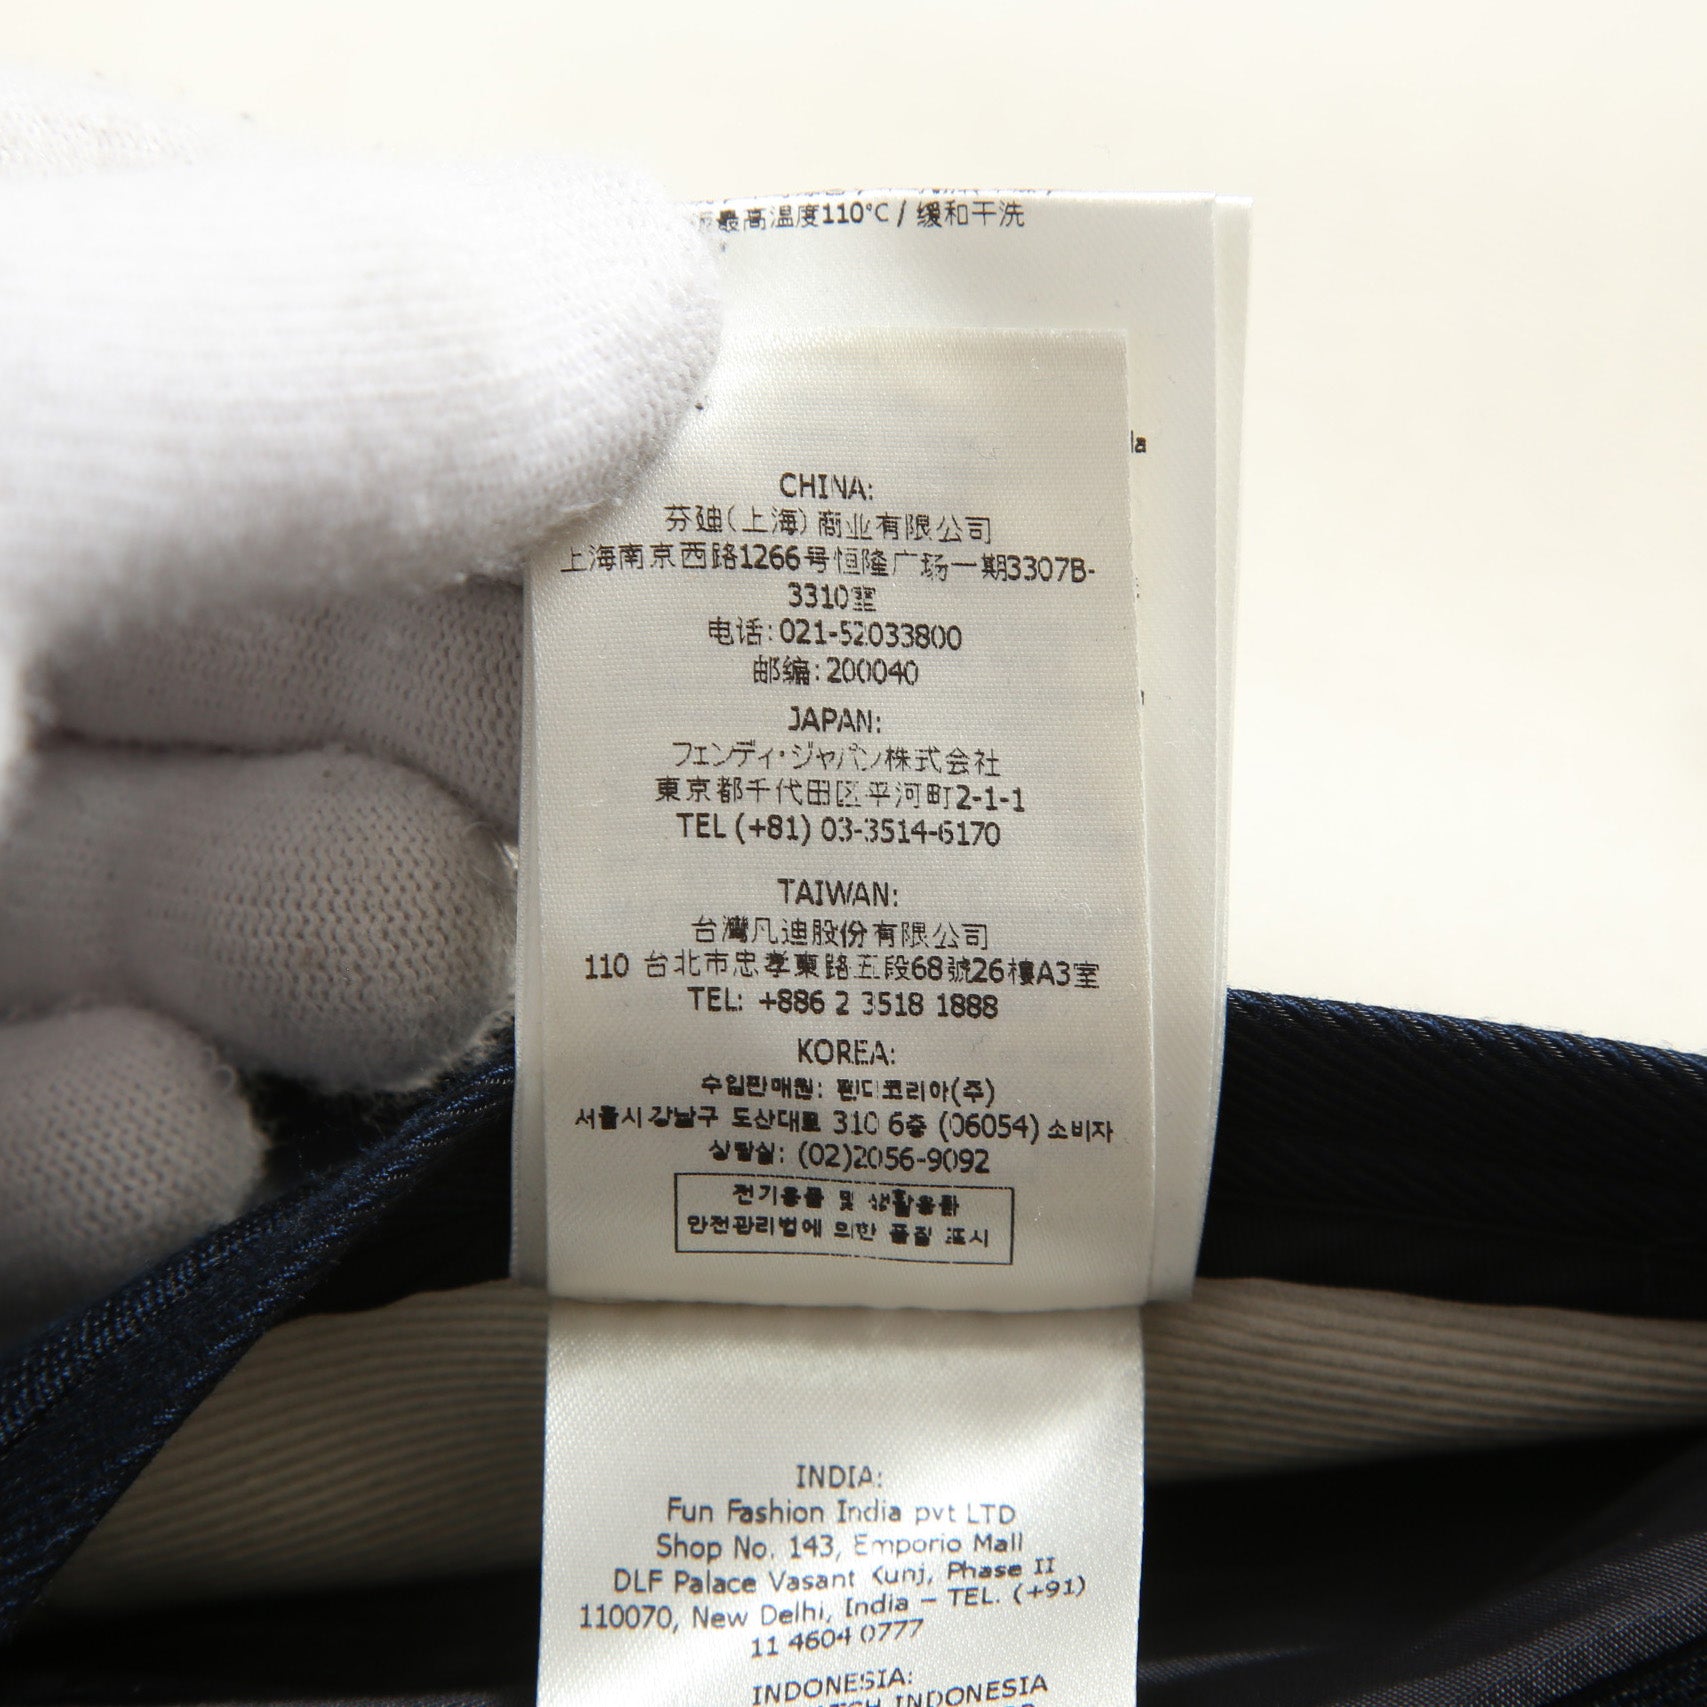 最高温度110°C / 缓和干洗
la
CHINA:
芬迪(上海)商业有限公司
上海南京西路1266号恒隆广场一期3307B-
3310室
电话:021-52033800
邮编:200040
JAPAN:
フェンディ・ジャパン株式会社
東京都千代田区平河町2-1-1
TEL (+81) 03-3514-6170
TAIWAN:
台灣凡迪股份有限公司
110 台北市忠孝東路五段68號26樓A3室
TEL: +886 2 3518 1888
KOREA:
수입판매원: 펜디코리아(주)
서울시 강남구 도산대로 310 6층 (06054) 소비자
상담실: (02)2056-9092
전기용품 및 생활용품
안전관리법에 의한 품질 표시
INDIA:
Fun Fashion India pvt LTD
Shop No. 143, Emporio Mall
DLF Palace Vasant Kunj, Phase II
110070, New Delhi, India - TEL. (+91)
11 4604 0777
INDONESIA:
INDONESIA